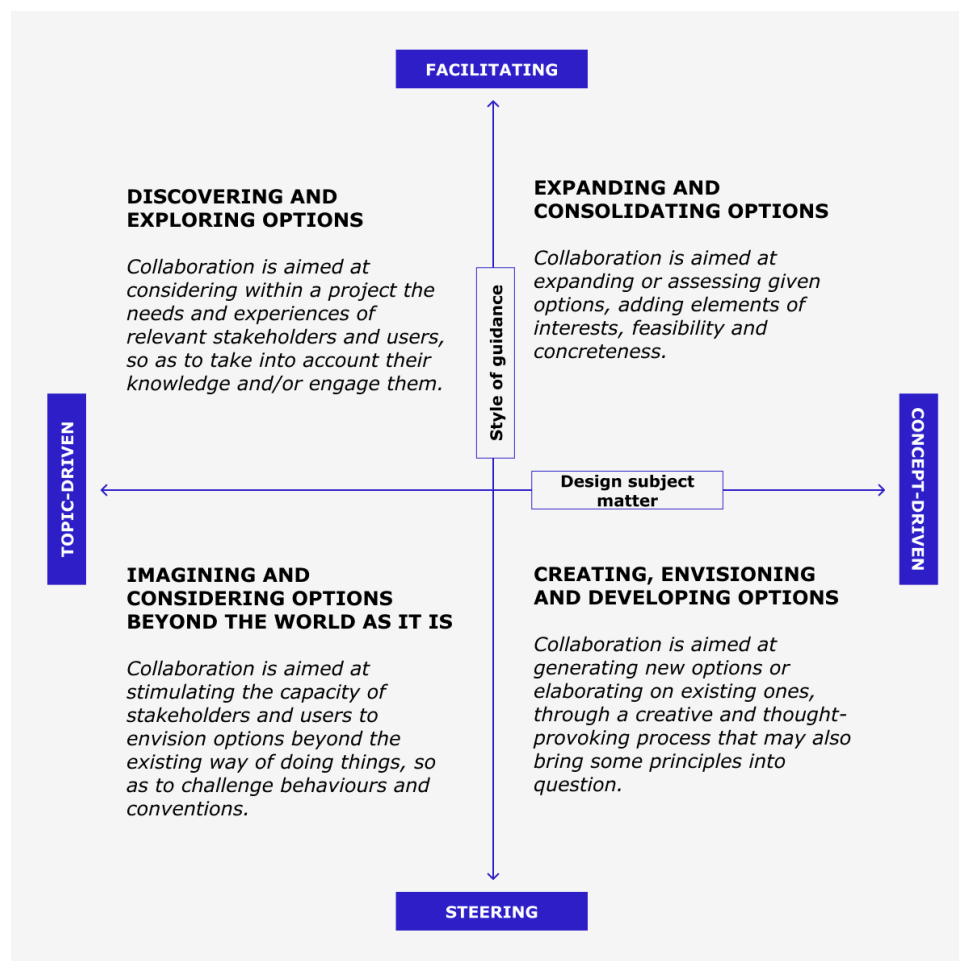 FACILITATING
DISCOVERING AND
EXPLORING OPTIONS
Collaboration is aimed at
considering within a project the
needs and experiences of
relevant stakeholders and users,
so as to take into account their
knowledge and/or engage them.
EXPANDING AND
CONSOLIDATING OPTIONS
Collaboration is aimed at
expanding or assessing given
options, adding elements of
interests, feasibility and
concreteness.
Style of guidance
TOPIC-DRIVEN
Design subject
matter
CONCEPT-DRIVEN
IMAGINING AND
CONSIDERING OPTIONS
BEYOND THE WORLD AS IT IS
Collaboration is aimed at
stimulating the capacity of
stakeholders and users to
envision options beyond the
existing way of doing things, so
as to challenge behaviours and
conventions.
CREATING, ENVISIONING
AND DEVELOPING OPTIONS
Collaboration is aimed at
generating new options or
elaborating on existing ones,
through a creative and thought-
provoking process that may also
bring some principles into
question.
STEERING